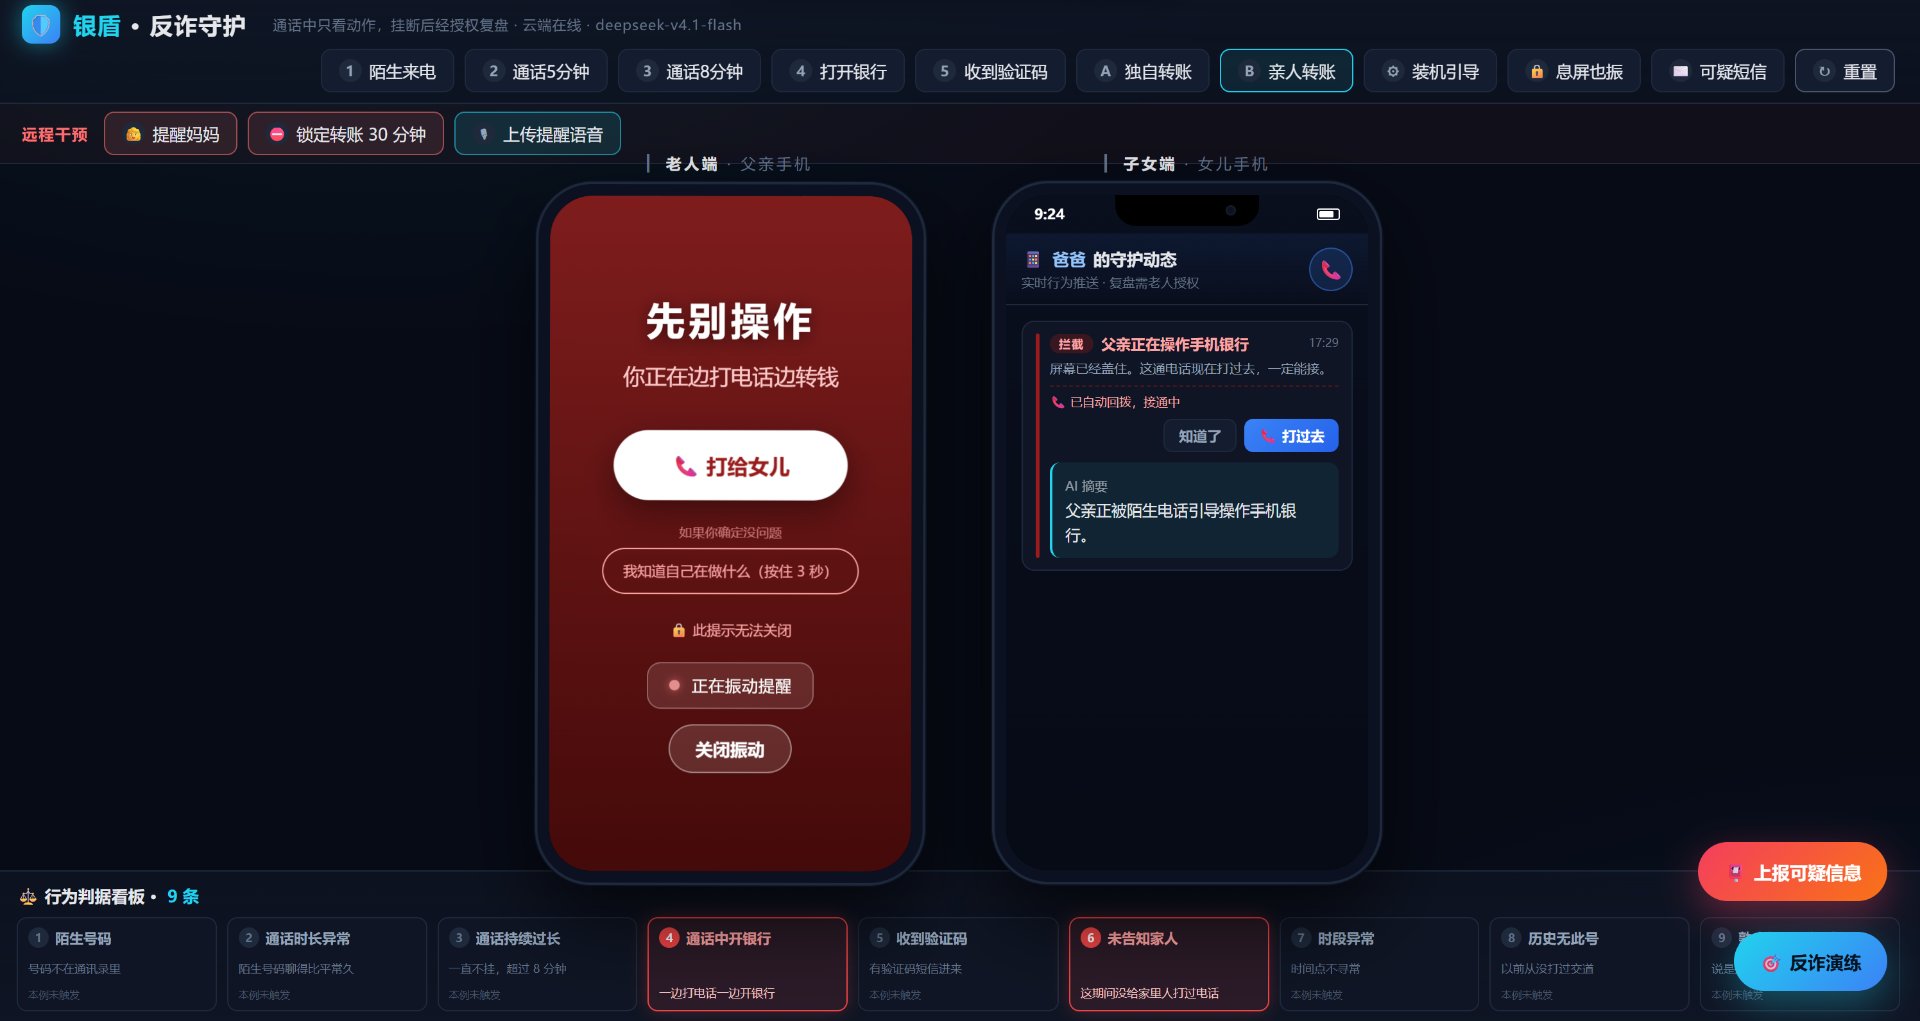 银盾 • 反诈守护
通话中只看动作，挂断后经授权复盘 · 云端在线 · deepseek-v4.1-flash
1 陌生来电
2 通话5分钟
3 通话8分钟
4 打开银行
5 收到验证码
A 独自转账
B 亲人转账
装机引导
息屏也振
可疑短信
↻ 重置
远程干预
提醒妈妈
锁定转账 30 分钟
上传提醒语音
老人端 · 父亲手机
先别操作
你正在边打电话边转钱
打给女儿
如果你确定没问题
我知道自己在做什么（按住 3 秒）
此提示无法关闭
正在振动提醒
关闭振动
子女端 · 女儿手机
9:24
爸爸 的守护动态
实时行为推送 · 复盘需老人授权
拦截 父亲正在操作手机银行 17:29
屏幕已经盖住。这通电话现在打过去，一定能接。
已自动回拨，接通中
知道了
打过去
AI 摘要
父亲正被陌生电话引导操作手机银
行。
上报可疑信息
行为判据看板 • 9 条
1 陌生号码
号码不在通讯录里
本例未触发
2 通话时长异常
陌生号码聊得比平常久
本例未触发
3 通话持续过长
一直不挂，超过 8 分钟
本例未触发
4 通话中开银行
一边打电话一边开银行
5 收到验证码
有验证码短信进来
本例未触发
6 未告知家人
这期间没给家里人打过电话
7 时段异常
时间点不寻常
本例未触发
8 历史无此号
以前从没打过交道
本例未触发
9
说是
本例未触发
反诈演练